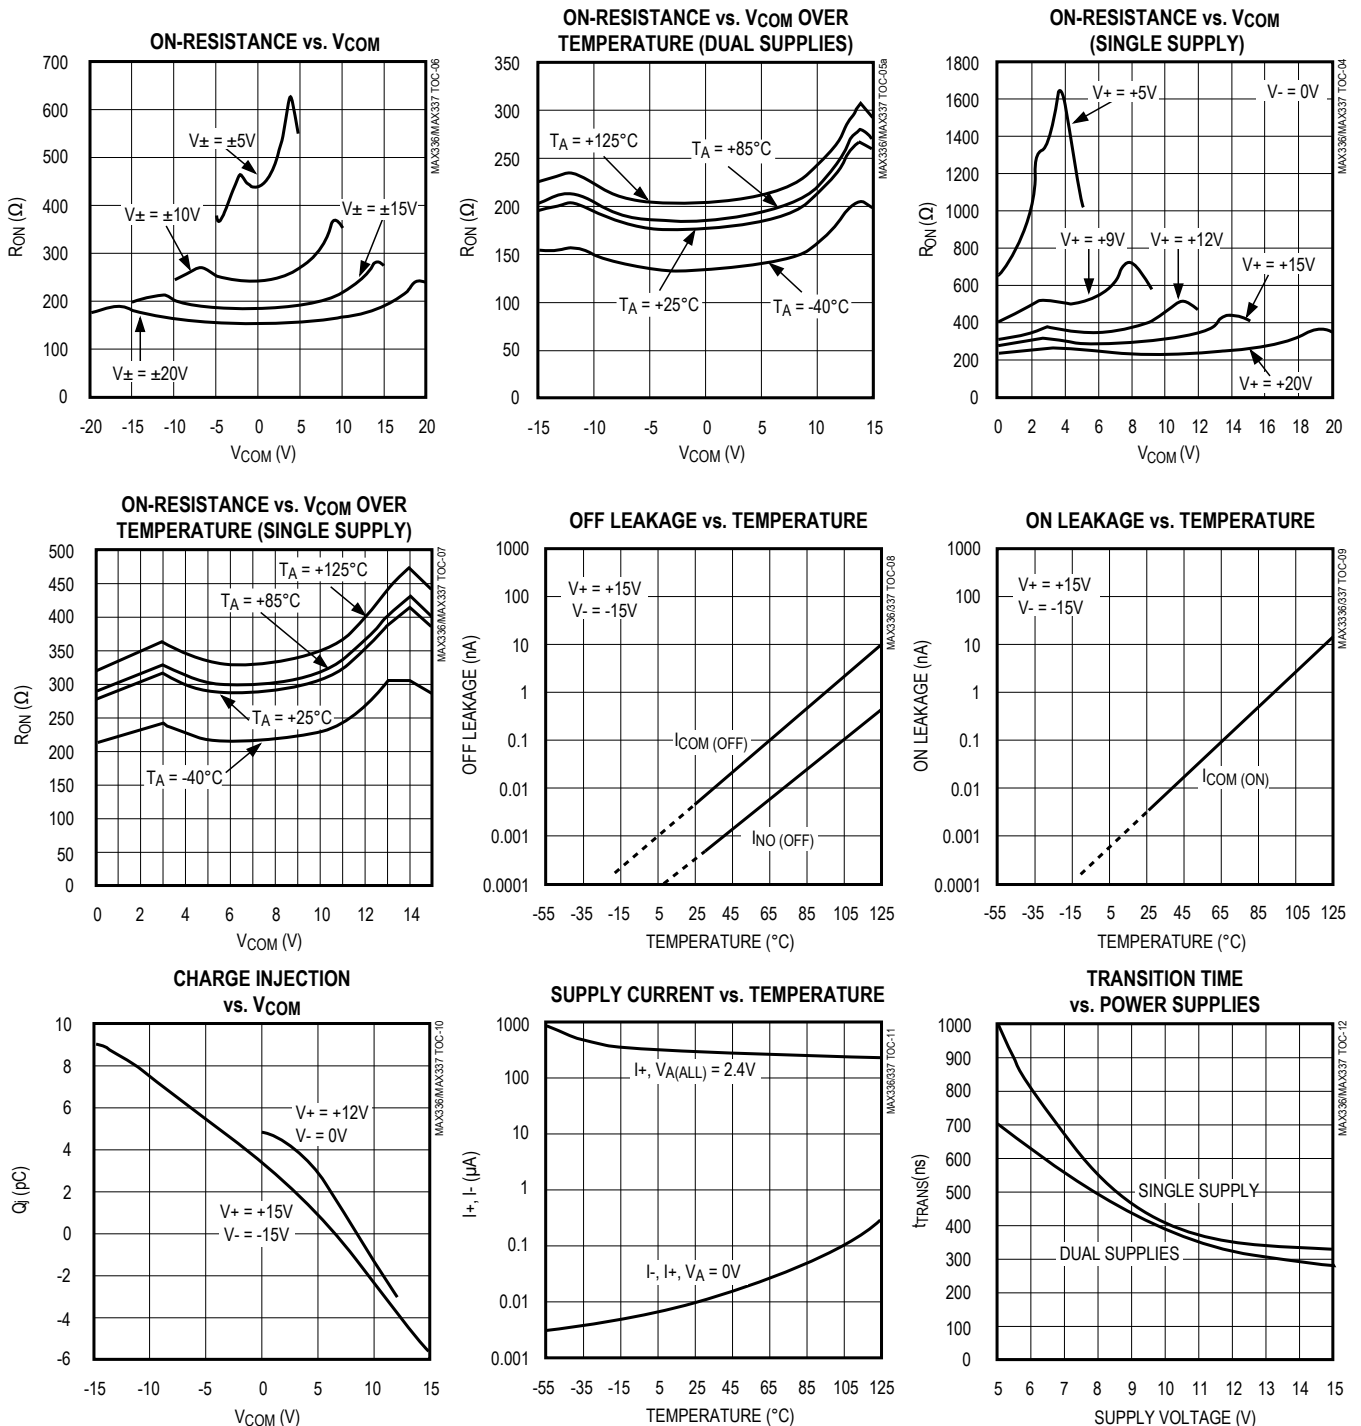 ON-RESISTANCE vs. VCOM
700
600
500
400
300
200
100
0
RON (Ω)
V± = ±5V
V± = ±10V
V± = ±15V
V± = ±20V
-20 -15 -10 -5 0 5 10 15 20
VCOM (V)
MAX336/MAX337 TOC-06
ON-RESISTANCE vs. VCOM OVER
TEMPERATURE (DUAL SUPPLIES)
350
300
250
200
150
100
50
0
RON (Ω)
TA = +125°C
TA = +85°C
TA = +25°C
TA = -40°C
-15 -10 -5 0 5 10 15
VCOM (V)
MAX336/MAX337 TOC-05a
ON-RESISTANCE vs. VCOM
(SINGLE SUPPLY)
1800
1600
1400
1200
1000
800
600
400
200
0
RON (Ω)
V+ = +5V
V- = 0V
V+ = +9V
V+ = +12V
V+ = +15V
V+ = +20V
0 2 4 6 8 10 12 14 16 18 20
VCOM (V)
MAX336/MAX337 TOC-04
ON-RESISTANCE vs. VCOM OVER
TEMPERATURE (SINGLE SUPPLY)
500
450
400
350
300
250
200
150
100
50
0
RON (Ω)
TA = +125°C
TA = +85°C
TA = +25°C
TA = -40°C
0 2 4 6 8 10 12 14
VCOM (V)
MAX336/MAX337 TOC-07
OFF LEAKAGE vs. TEMPERATURE
1000
100
10
1
0.1
0.01
0.001
0.0001
OFF LEAKAGE (nA)
V+ = +15V
V- = -15V
ICOM (OFF)
INO (OFF)
-55 -35 -15 5 25 45 65 85 105 125
TEMPERATURE (°C)
MAX336/337 TOC-08
ON LEAKAGE vs. TEMPERATURE
1000
100
10
1
0.1
0.01
0.001
0.0001
ON LEAKAGE (nA)
V+ = +15V
V- = -15V
ICOM (ON)
-55 -35 -15 5 25 45 65 85 105 125
TEMPERATURE (°C)
MAX3336/337 TOC-09
CHARGE INJECTION
vs. VCOM
10
8
6
4
2
0
-2
-4
-6
Qj (pC)
V+ = +12V
V- = 0V
V+ = +15V
V- = -15V
-15 -10 -5 0 5 10 15
VCOM (V)
MAX336/MAX337 TOC-10
SUPPLY CURRENT vs. TEMPERATURE
1000
100
10
1
0.1
0.01
0.001
I+, I- (µA)
I+, VA(ALL) = 2.4V
I-, I+, VA = 0V
-55 -35 -15 5 25 45 65 85 105 125
TEMPERATURE (°C)
MAX336/337 TOC-11
TRANSITION TIME
vs. POWER SUPPLIES
1000
900
800
700
600
500
400
300
200
100
0
tTRANS(ns)
SINGLE SUPPLY
DUAL SUPPLIES
5 6 7 8 9 10 11 12 13 14 15
SUPPLY VOLTAGE (V)
MAX336/MAX337 TOC-12